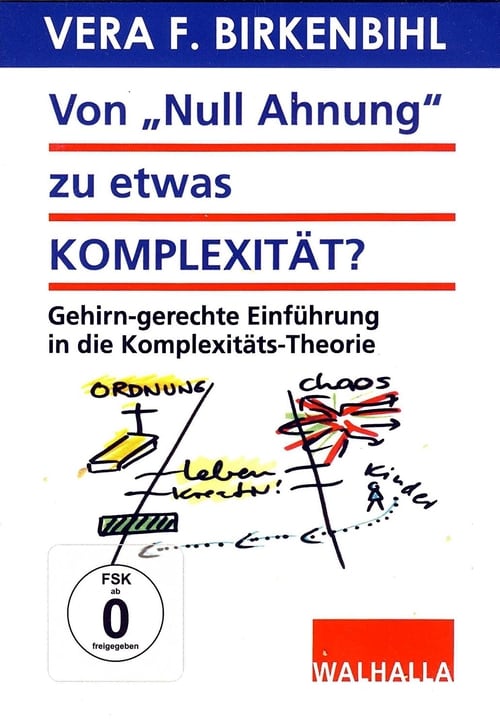 VERA F. BIRKENBIHL
Von „Null Ahnung“
zu etwas
KOMPLEXITÄT?
Gehirn-gerechte Einführung
in die Komplexitäts-Theorie
ORDNUNG
chaos
Leben
kreativ!
Kinder
FSK
ab
0
freigegeben
WALHALLA